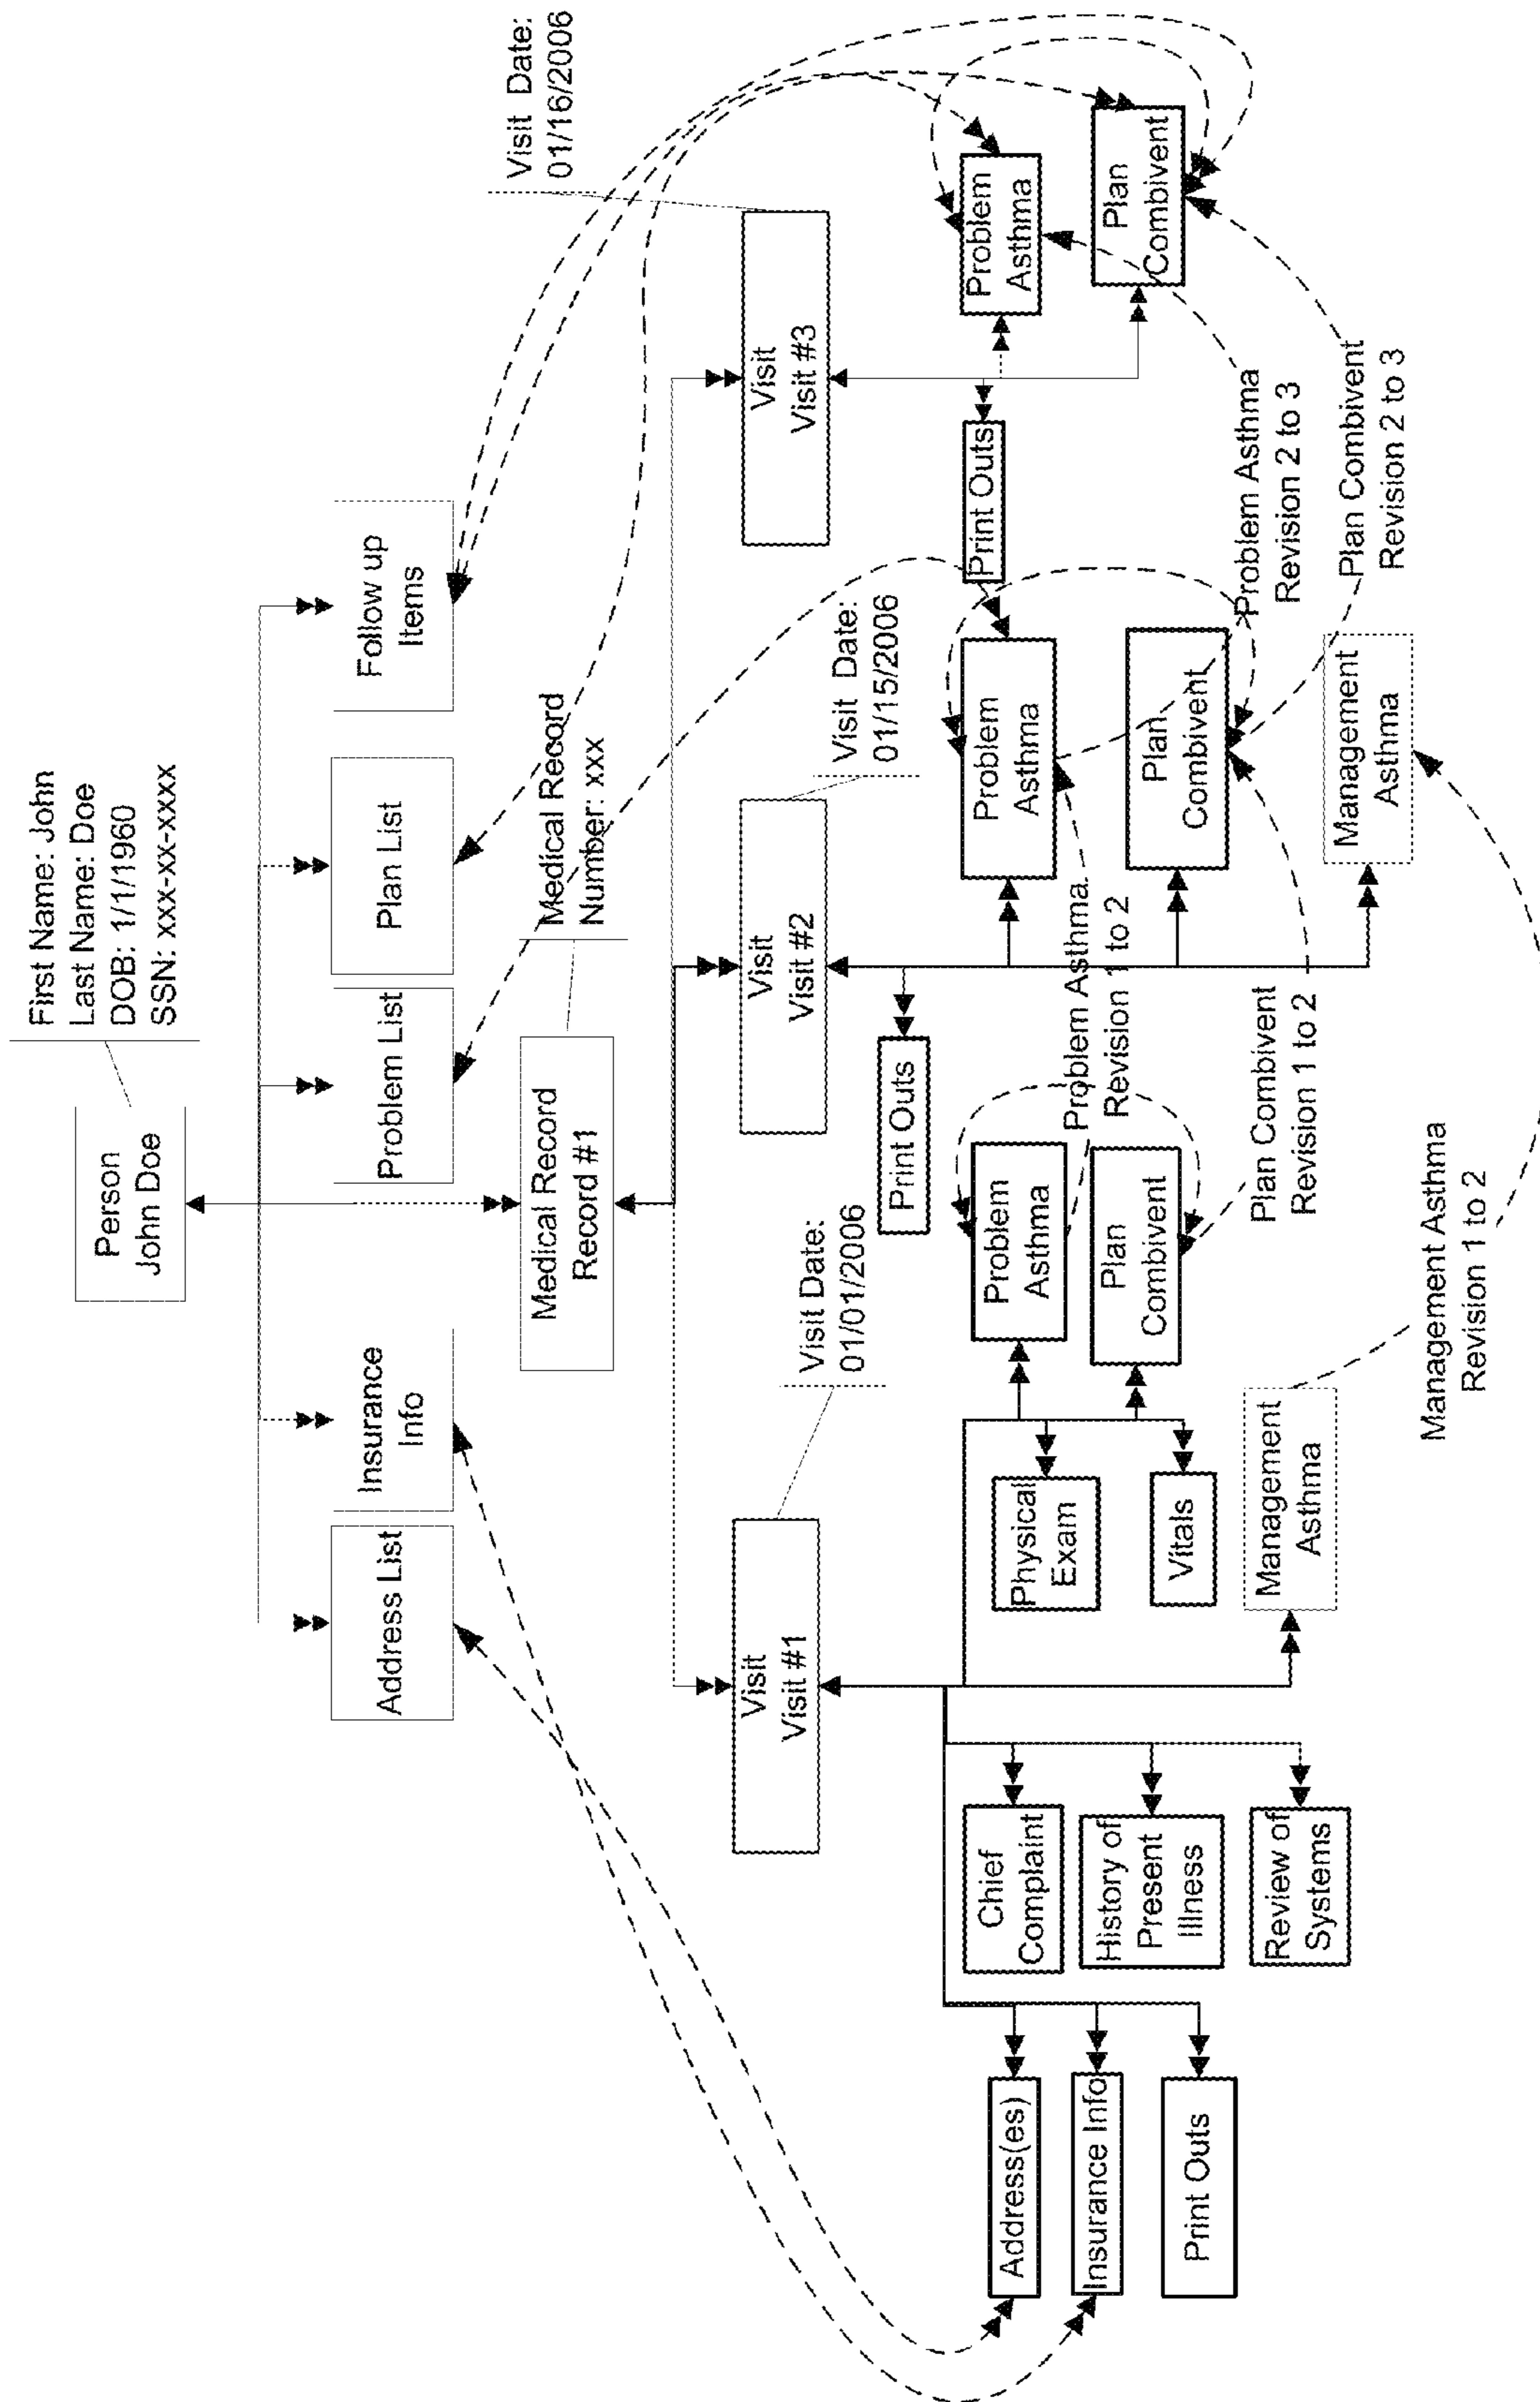 First Name: John
Last Name: Doe
DOB: 1/1/1960
SSN: xxx-xx-xxxx
Person
John Doe
Address List
Insurance
Info
Problem List
Plan List
Follow up
Items
Medical Record
Record #1
Medical Record
Number: xxx
Visit
Visit #1
Visit Date:
01/01/2006
Visit
Visit #2
Visit Date:
01/15/2006
Visit
Visit #3
Visit Date:
01/16/2006
Address(es)
Insurance Info
Print Outs
Chief
Complaint
History of
Present
Illness
Review of
Systems
Physical
Exam
Vitals
Problem
Asthma
Plan
Combivent
Management
Asthma
Print Outs
Problem Asthma
Revision 1 to 2
Plan Combivent
Revision 1 to 2
Management Asthma
Revision 1 to 2
Problem
Asthma
Plan
Combivent
Management
Asthma
Print Outs
Problem Asthma
Revision 2 to 3
Plan Combivent
Revision 2 to 3
Problem
Asthma
Plan
Combivent